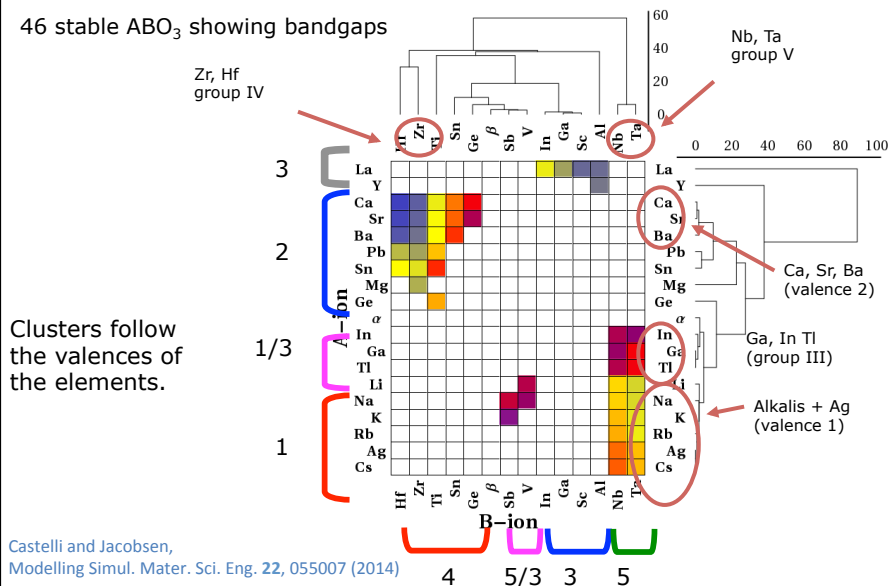 46 stable ABO₃ showing bandgaps
Zr, Hf
group IV
Nb, Ta
group V
60
40
20
0
Hf
Zr
Ti
Sn
Ge
β
Sb
V
In
Ga
Sc
Al
Nb
Ta
0 20 40 60 80 100
3
2
1/3
1
A-ion
La La
Y Y
Ca Ca
Sr Sr
Ba Ba
Pb Pb
Sn Sn
Mg Mg
Ge Ge
α α
In In
Ga Ga
Tl Tl
Li Li
Na Na
K K
Rb Rb
Ag Ag
Cs Cs
Ca, Sr, Ba
(valence 2)
Ga, In Tl
(group III)
Alkalis + Ag
(valence 1)
Clusters follow
the valences of
the elements.
Hf
Zr
Ti
Sn
Ge
β
Sb
V
In
Ga
Sc
Al
Nb
Ta
B-ion
4 5/3 3 5
Castelli and Jacobsen,
Modelling Simul. Mater. Sci. Eng. 22, 055007 (2014)